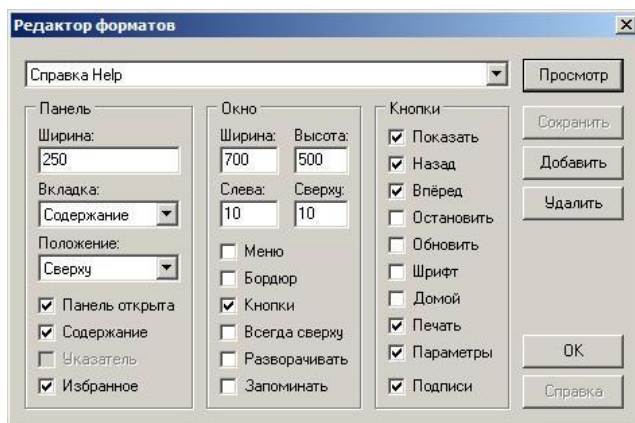 Редактор форматов
Справка Help
Просмотр
Панель
Ширина:
250
Вкладка:
Содержание
Положение:
Сверху
Панель открыта
Содержание
Указатель
Избранное
Окно
Ширина: Высота:
700 500
Слева: Сверху:
10 10
Меню
Бордюр
Кнопки
Всегда сверху
Разворачивать
Запоминать
Кнопки
Показать
Назад
Впёред
Остановить
Обновить
Шрифт
Домой
Печать
Параметры
Подписи
Сохранить
Добавить
Удалить
OK
Справка